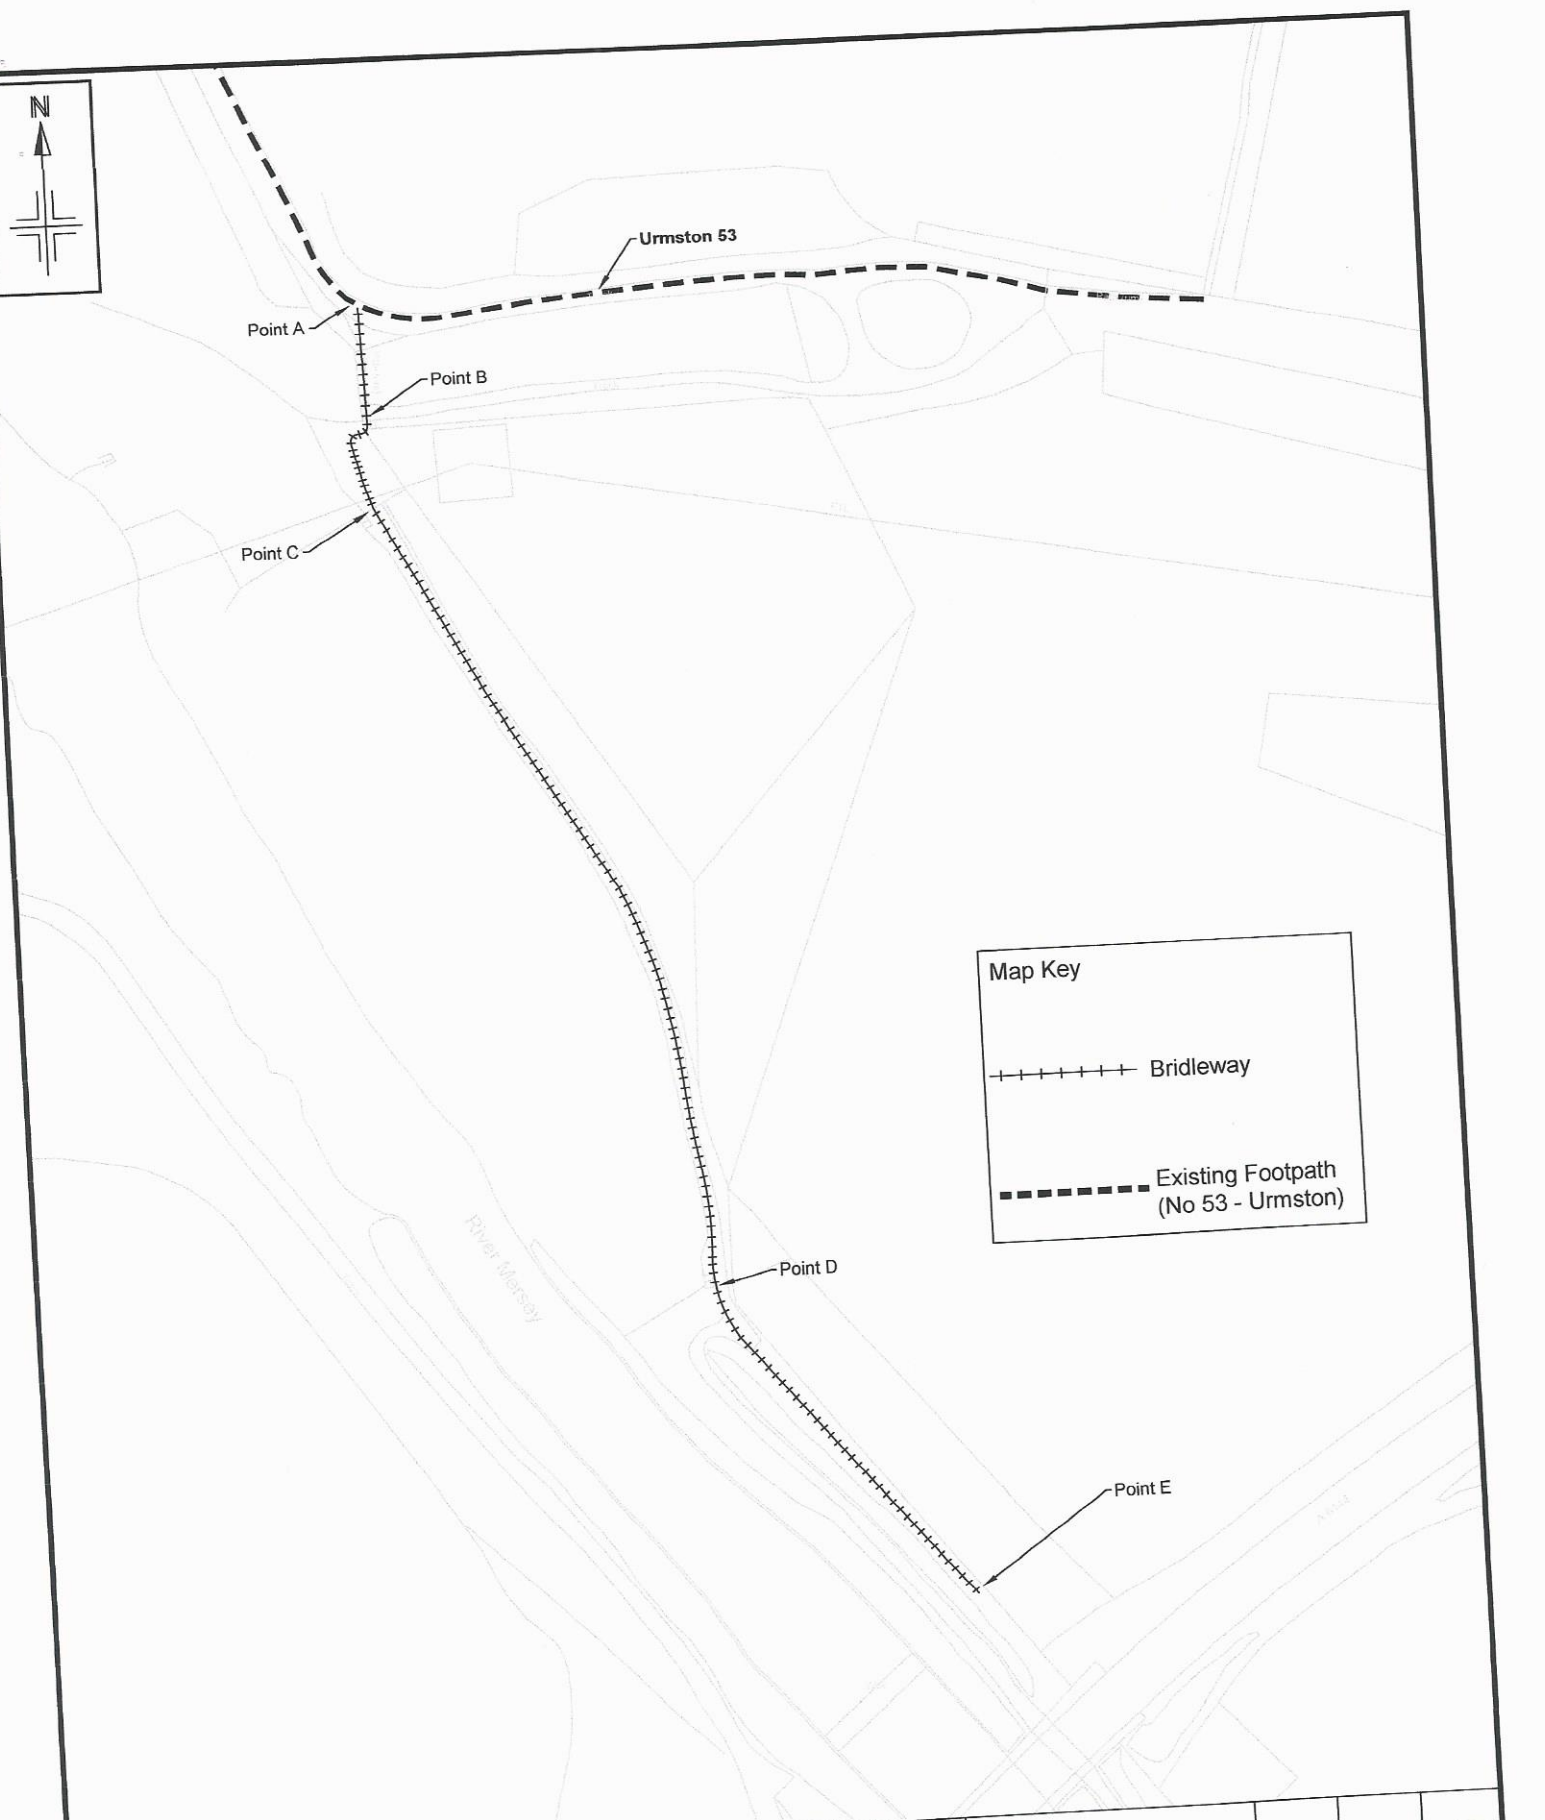 N
Urmston 53
Point A
Point B
Point C
Map Key
Bridleway
Existing Footpath
(No 53 - Urmston)
River Mersey
Point D
Point E